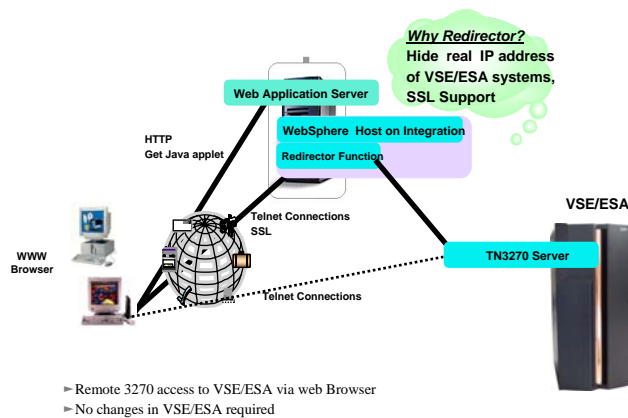 Why Redirector?
Hide real IP address
of VSE/ESA systems,
SSL Support
Web Application Server
WebSphere Host on Integration
Redirector Function
HTTP
Get Java applet
VSE/ESA
Telnet Connections
SSL
WWW
Browser
TN3270 Server
Telnet Connections
►Remote 3270 access to VSE/ESA via web Browser
►No changes in VSE/ESA required